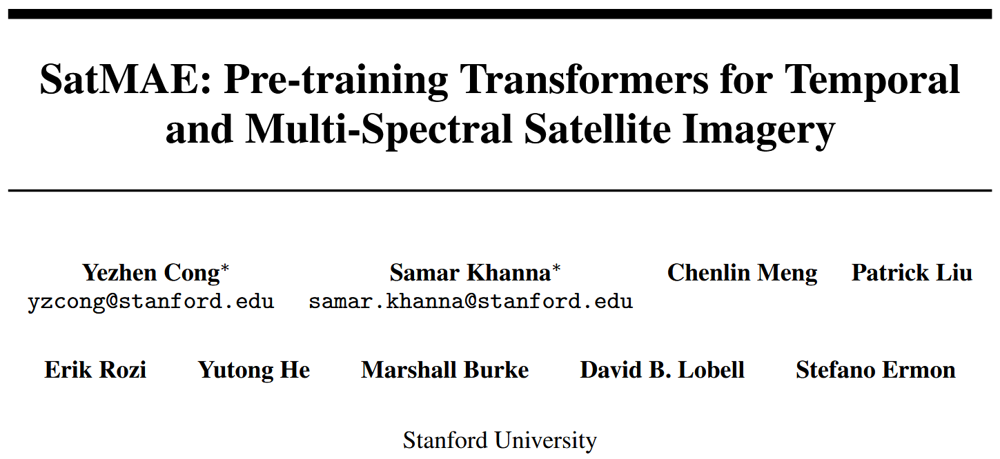 SatMAE: Pre-training Transformers for Temporal
and Multi-Spectral Satellite Imagery
Yezhen Cong* Samar Khanna* Chenlin Meng Patrick Liu
yzcong@stanford.edu samar.khanna@stanford.edu
Erik Rozi Yutong He Marshall Burke David B. Lobell Stefano Ermon
Stanford University